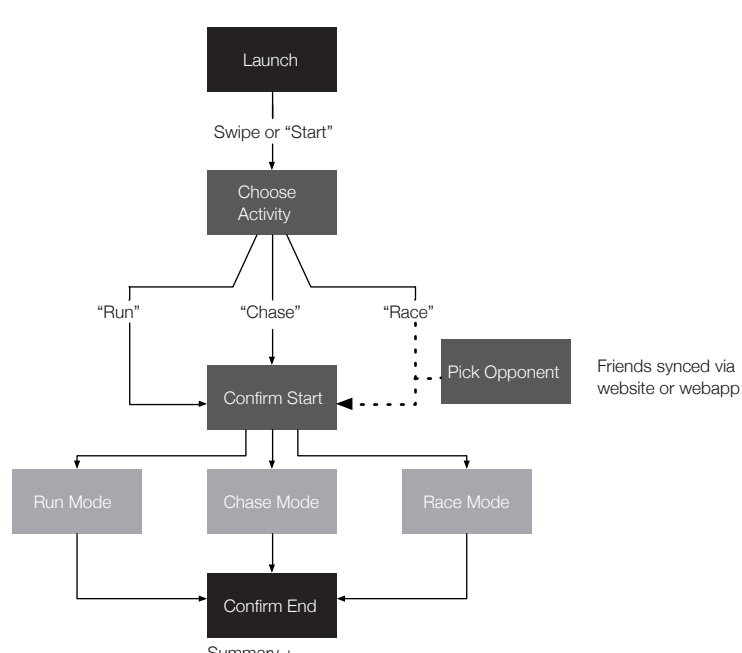 Launch
Swipe or “Start”
Choose
Activity
“Run”
“Chase”
“Race”
Pick Opponent
Friends synced via
website or webapp
Confirm Start
Run Mode
Chase Mode
Race Mode
Confirm End
Summary +